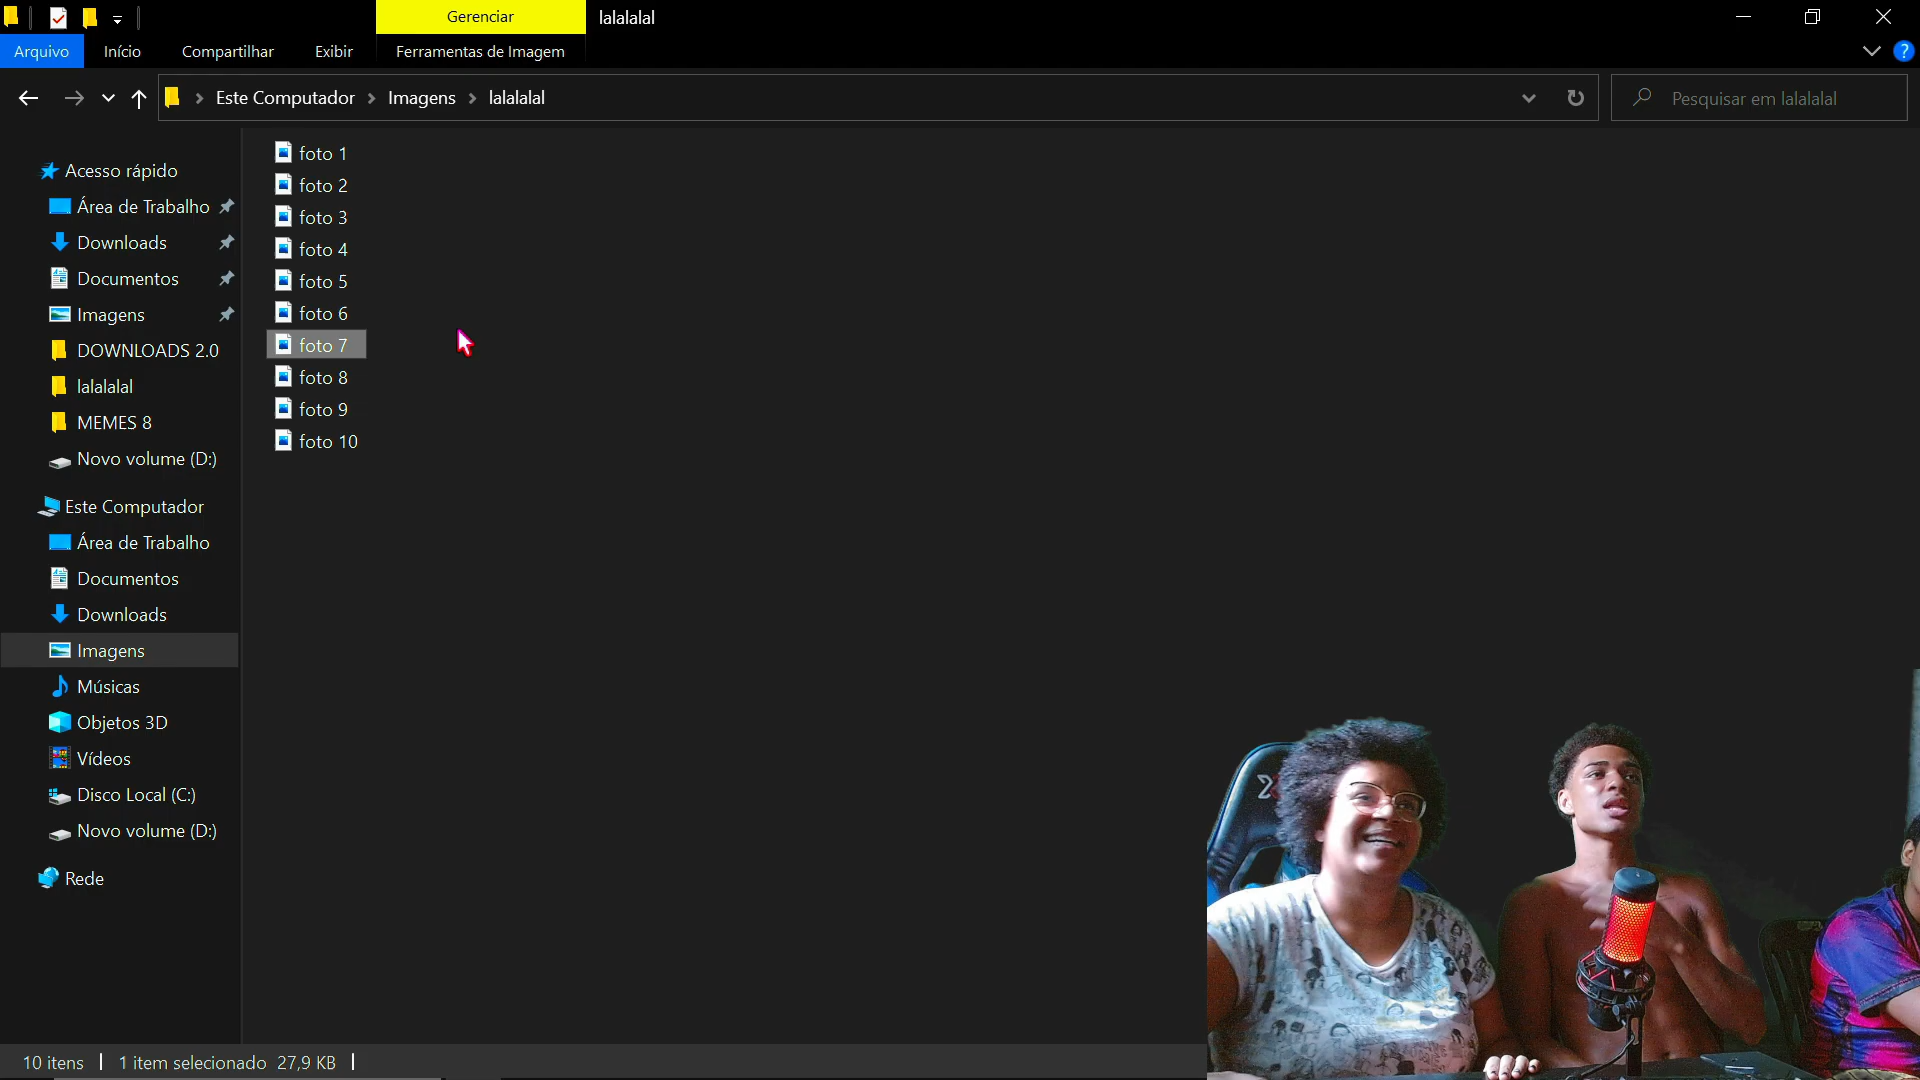 Gerenciar
lalalalal
Arquivo
Início
Compartilhar
Exibir
Ferramentas de Imagem
?
Este Computador
Imagens
lalalalal
Pesquisar em lalalalal
Acesso rápido
Área de Trabalho
Downloads
Documentos
Imagens
DOWNLOADS 2.0
lalalalal
MEMES 8
Novo volume (D:)
Este Computador
Área de Trabalho
Documentos
Downloads
Imagens
Músicas
Objetos 3D
Vídeos
Disco Local (C:)
Novo volume (D:)
Rede
foto 1
foto 2
foto 3
foto 4
foto 5
foto 6
foto 7
foto 8
foto 9
foto 10
10 itens
1 item selecionado 27,9 KB